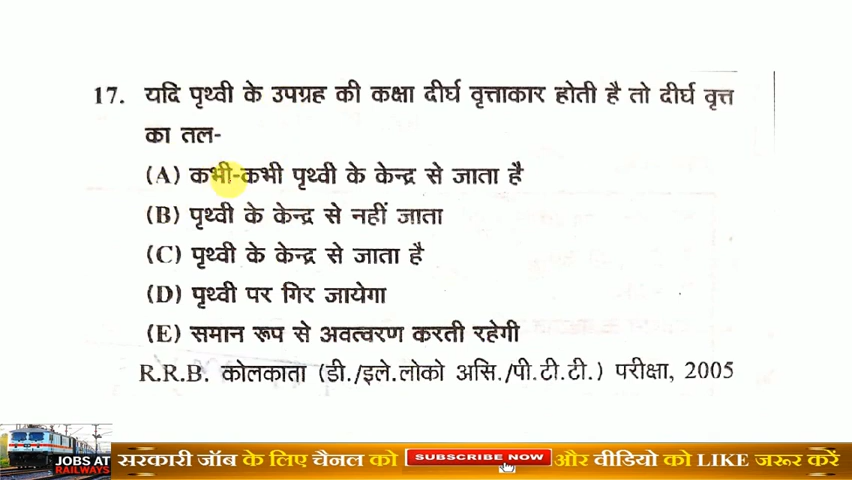 17. यदि पृथ्वी के उपग्रह की कक्षा दीर्घ वृत्ताकार होती है तो दीर्घ वृत्त
का तल-
(A) कभी-कभी पृथ्वी के केन्द्र से जाता है
(B) पृथ्वी के केन्द्र से नहीं जाता
(C) पृथ्वी के केन्द्र से जाता है
(D) पृथ्वी पर गिर जायेगा
(E) समान रूप से अवत्वरण करती रहेगी
R.R.B. कोलकाता (डी./इले.लोको असि./पी.टी.टी.) परीक्षा, 2005
JOBS AT
RAILWAYS
सरकारी जॉब के लिए चैनल को SUBSCRIBE NOW और वीडियो को LIKE जरूर करें